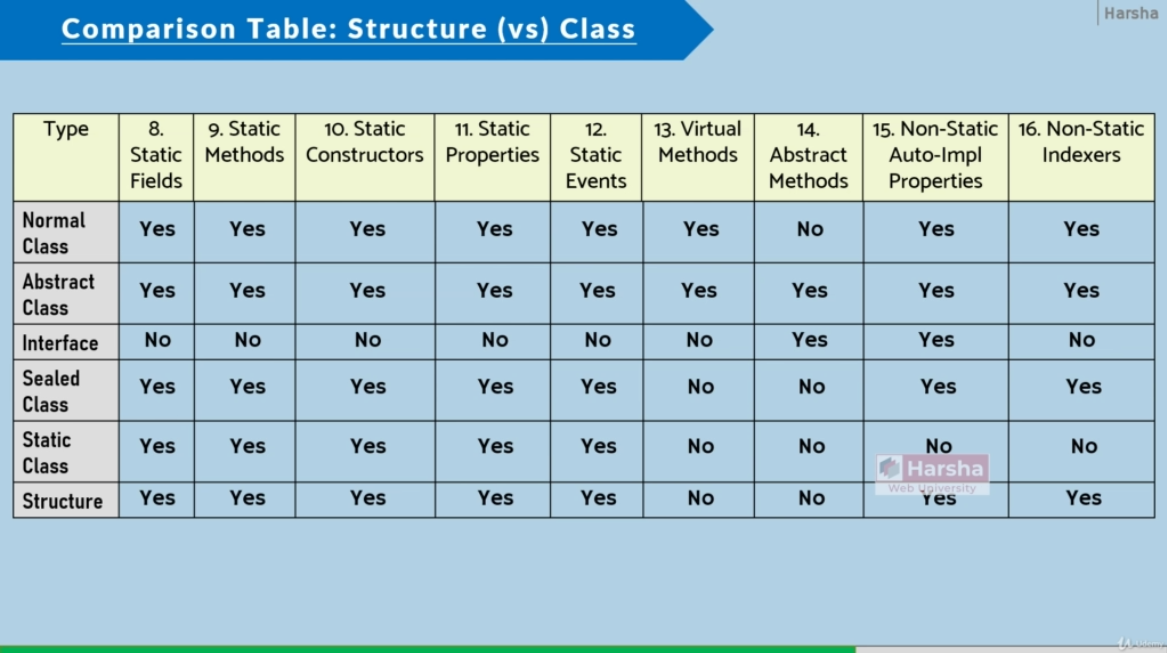 Comparison Table: Structure (vs) Class
Harsha
Type 8. Static Fields 9. Static Methods 10. Static Constructors 11. Static Properties 12. Static Events 13. Virtual Methods 14. Abstract Methods 15. Non-Static Auto-Impl Properties 16. Non-Static Indexers
Normal Class Yes Yes Yes Yes Yes Yes No Yes Yes
Abstract Class Yes Yes Yes Yes Yes Yes Yes Yes Yes
Interface No No No No No No Yes Yes No
Sealed Class Yes Yes Yes Yes Yes No No Yes Yes
Static Class Yes Yes Yes Yes Yes No No No No
Harsha
Web University
Structure Yes Yes Yes Yes Yes No No Yes Yes
Udemy